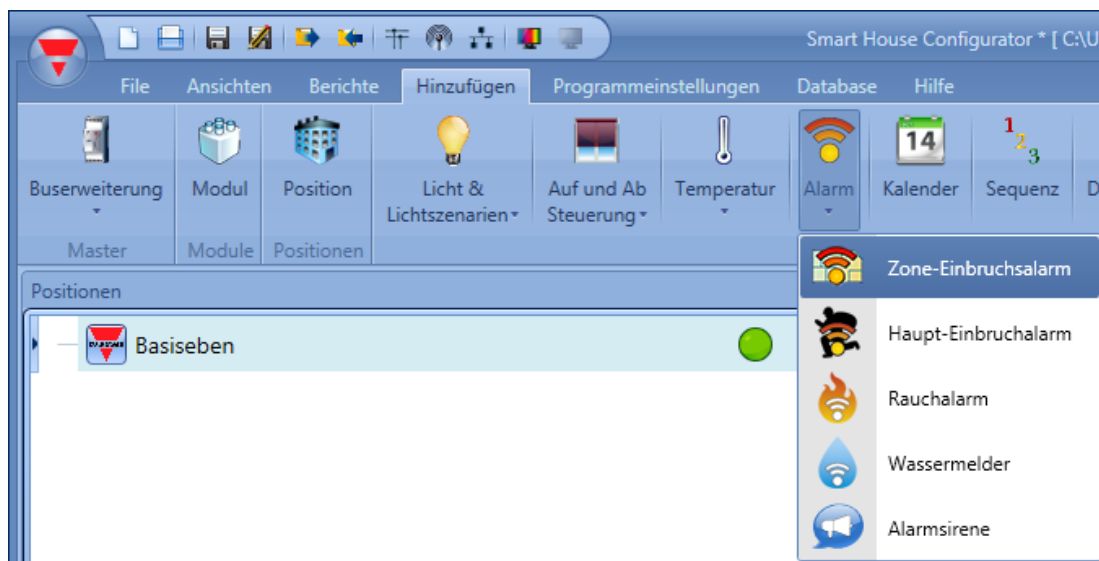 Smart House Configurator * [ C:\U
File Ansichten Berichte Hinzufügen Programmeinstellungen Database Hilfe
14 1 2 3
Buserweiterung Modul Position Licht & Lichtszenarien Auf und Ab Steuerung Temperatur Alarm Kalender Sequenz D
Master Module Positionen
Positionen
Basiseben
Zone-Einbruchsalarm
Haupt-Einbruchalarm
Rauchalarm
Wassermelder
Alarmsirene